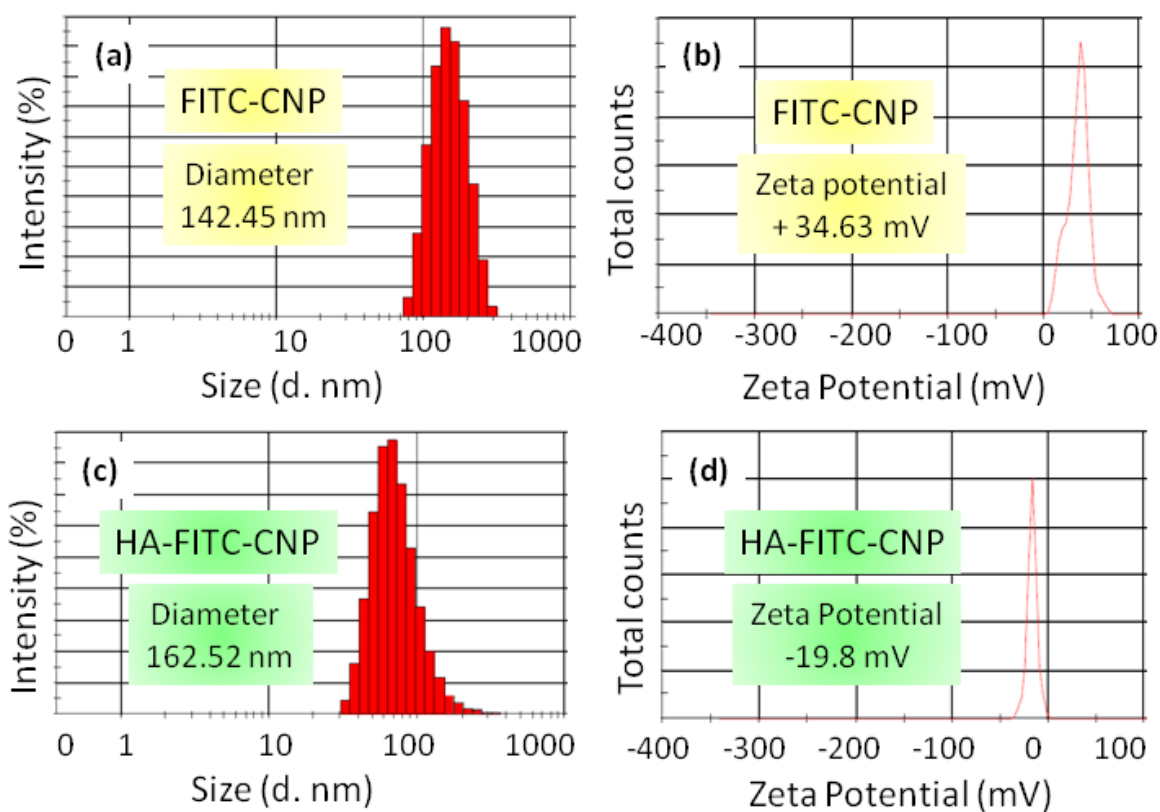 (a)
FITC-CNP
Diameter
142.45 nm
Intensity (%)
0 1 10 100 1000
Size (d. nm)
(b)
FITC-CNP
Zeta potential
+ 34.63 mV
Total counts
-400 -300 -200 -100 0 100
Zeta Potential (mV)
(c)
HA-FITC-CNP
Diameter
162.52 nm
Intensity (%)
0 1 10 100 1000
Size (d. nm)
(d)
HA-FITC-CNP
Zeta Potential
-19.8 mV
Total counts
-400 -300 -200 -100 0 100
Zeta Potential (mV)